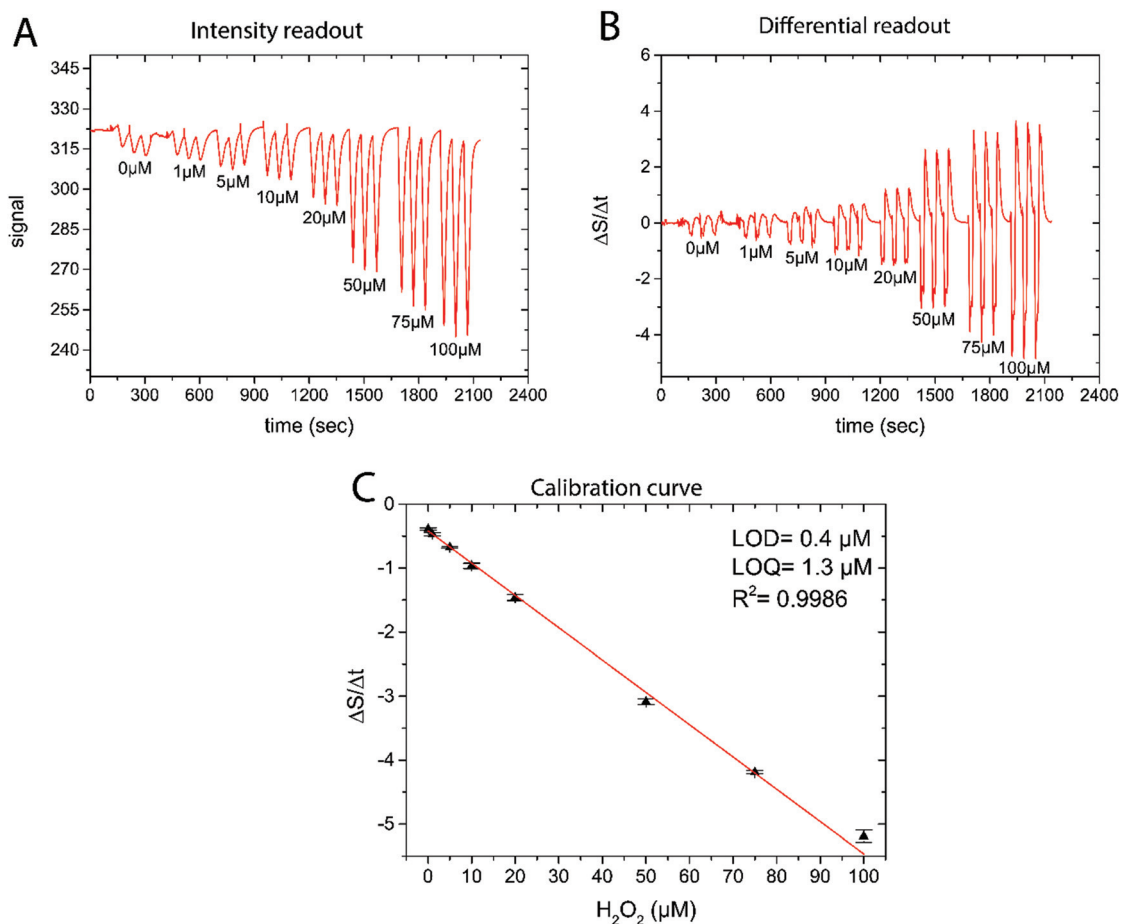 A
Intensity readout
signal
345
330
315
300
285
270
255
240
0µM
1µM
5µM
10µM
20µM
50µM
75µM
100µM
0 300 600 900 1200 1500 1800 2100 2400
time (sec)
B
Differential readout
ΔS/Δt
6
4
2
0
-2
-4
0µM
1µM
5µM
10µM
20µM
50µM
75µM
100µM
0 300 600 900 1200 1500 1800 2100 2400
time (sec)
C
Calibration curve
ΔS/Δt
0
-1
-2
-3
-4
-5
LOD= 0.4 µM
LOQ= 1.3 µM
R²= 0.9986
0 10 20 30 40 50 60 70 80 90 100
H₂O₂ (µM)